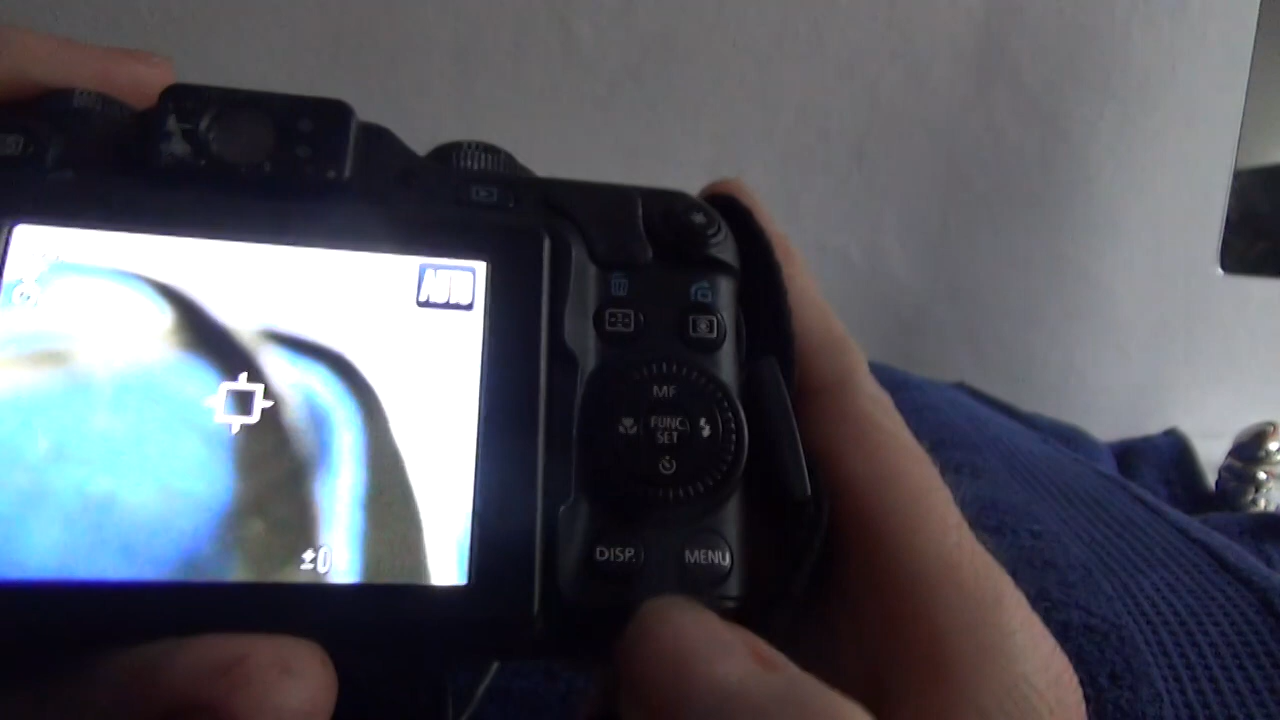 AUTO
MF
FUNC.
SET
±0
DISP.
MENU